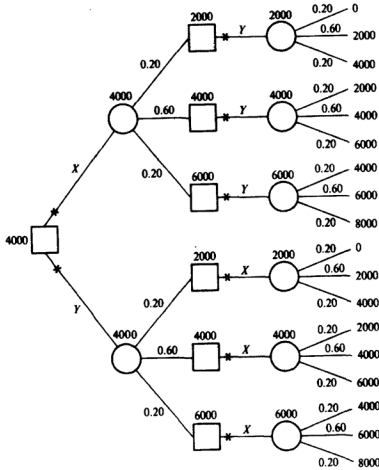 0.20 0
2000 2000 0.60
Y 2000
0.20 4000
0.20
4000 4000 4000 0.20 2000
0.60 Y 0.60 4000
0.20 6000
X 0.20 6000 6000 0.20 4000
Y 0.60 6000
0.20 8000
4000
2000 2000 0.20 0
Y X 0.60 2000
0.20 0.20 4000
4000 4000 4000 0.20 2000
0.60 X 0.60 4000
0.20 6000
0.20 6000 6000 0.20 4000
X 0.60 6000
0.20 8000